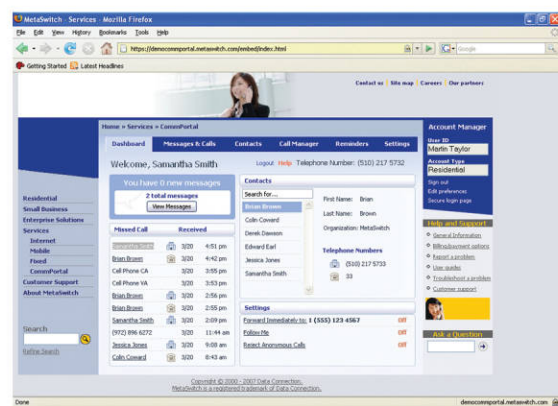 MetaSwitch - Services - Mozilla Firefox
File Edit View History Bookmarks Tools Help
https://democommportal.metaswitch.com/embed/index.html
Google
Getting Started Latest Headlines
Contact us Site map Careers Our partners
Home » Services » CommPortal
Account Manager
Dashboard Messages & Calls Contacts Call Manager Reminders Settings
User ID
Martin Taylor
Account Type
Residential
Sign out
Edit preferences
Secure login page
Welcome, Samantha Smith
Logout Help Telephone Number: (510) 217 5732
You have 0 new messages
2 total messages
View Messages
Contacts
Search for...
Brian Brown
Colin Coward
Derek Dawson
Edward Earl
Jessica Jones
Samantha Smith
First Name: Brian
Last Name: Brown
Organization: MetaSwitch
Telephone Numbers
(510) 217 5733
33
Residential
Small Business
Enterprise Solutions
Services
Internet
Mobile
Fixed
CommPortal
Customer Support
About MetaSwitch
Search
Refine Search
Missed Call Received
Samantha Smith 3/20 4:51 pm
Brian Brown 3/20 4:42 pm
Cell Phone CA 3/20 3:55 pm
Cell Phone VA 3/20 3:53 pm
Brian Brown 3/20 2:56 pm
Brian Brown 3/20 2:55 pm
Samantha Smith 3/20 2:09 pm
(972) 896 6272 3/20 11:44 am
Jessica Jones 3/20 9:08 am
Colin Coward 3/20 8:43 am
Settings
Forward Immediately to: 1 (555) 123 4567 Off
Follow Me Off
Reject Anonymous Calls Off
Help and Support
General Information
Billing/payment options
Report a problem
User guides
Troubleshoot a problem
Customer support
Ask a Question
Copyright © 2000 - 2007 Data Connection.
MetaSwitch is a registered trademark of Data Connection.
Done
democommportal.metaswitch.com